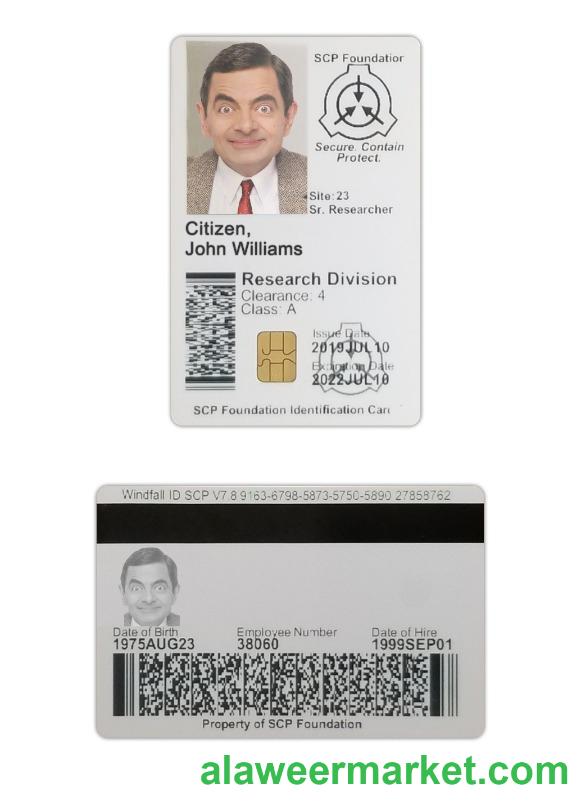 SCP Foundation
Secure. Contain
Protect.
Site: 23
Sr. Researcher
Citizen,
John Williams
Research Division
Clearance: 4
Class: A
Issue Date
2019JUL10
Expiration Date
2022JUL10
SCP Foundation Identification Card
Windfall ID SCP V7.8 9163-6798-5873-5750-5890 27858762
Date of Birth
Employee Number
Date of Hire
1975AUG23
38060
1999SEP01
Property of SCP Foundation
alaweermarket.com